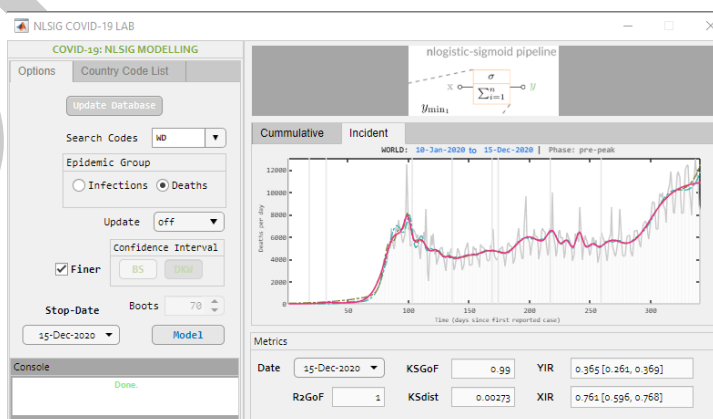 NLSIG COVID-19 LAB
COVID-19: NLSIG MODELLING
Options
Country Code List
Update Database
Search Codes WD
Epidemic Group
Infections Deaths
Update off
Confidence Interval
Finer BS DKW
Stop-Date Boots 70
15-Dec-2020 Model
Console
Done.
nlogistic-sigmoid pipeline
σ
x ∑ⁿᵢ₌₁ y
yₘᵢₙ₁
Cummulative Incident
WORLD: 10-Jan-2020 to 15-Dec-2020 | Phase: pre-peak
Deaths per day
12000
10000
8000
6000
4000
2000
0
50 100 150 200 250 300
Time (days since first reported case)
Metrics
Date 15-Dec-2020 KSGoF 0.99 YIR 0.365 [0.261, 0.369]
R2GoF 1 KSdist 0.00273 XIR 0.761 [0.596, 0.768]